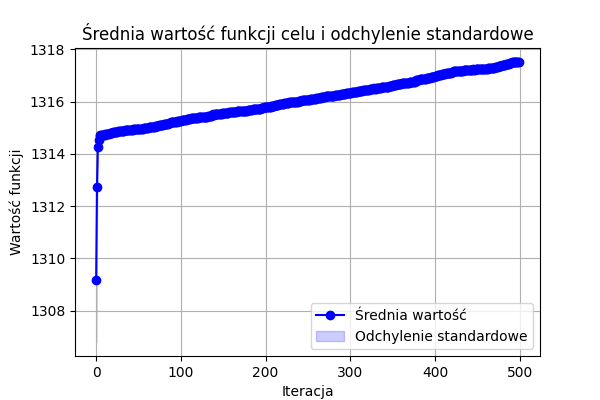 Średnia wartość funkcji celu i odchylenie standardowe
Wartość funkcji
1318
1316
1314
1312
1310
1308
0 100 200 300 400 500
Iteracja
Średnia wartość
Odchylenie standardowe